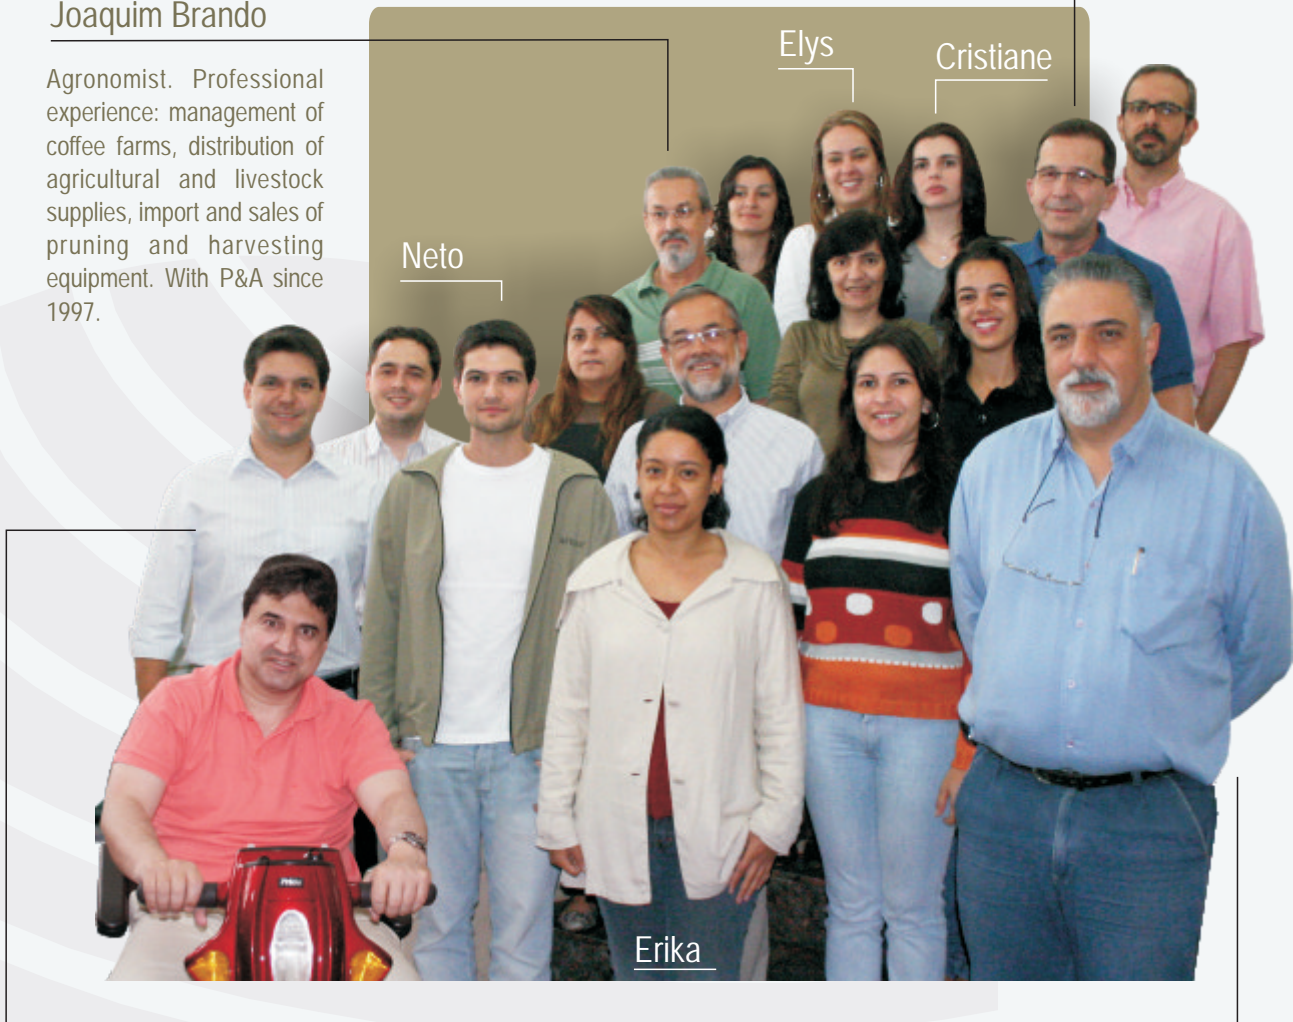 Joaquim Brando
Agronomist. Professional
experience: management of
coffee farms, distribution of
agricultural and livestock
supplies, import and sales of
pruning and harvesting
equipment. With P&A since
1997.
Elys
Cristiane
Neto
Erika